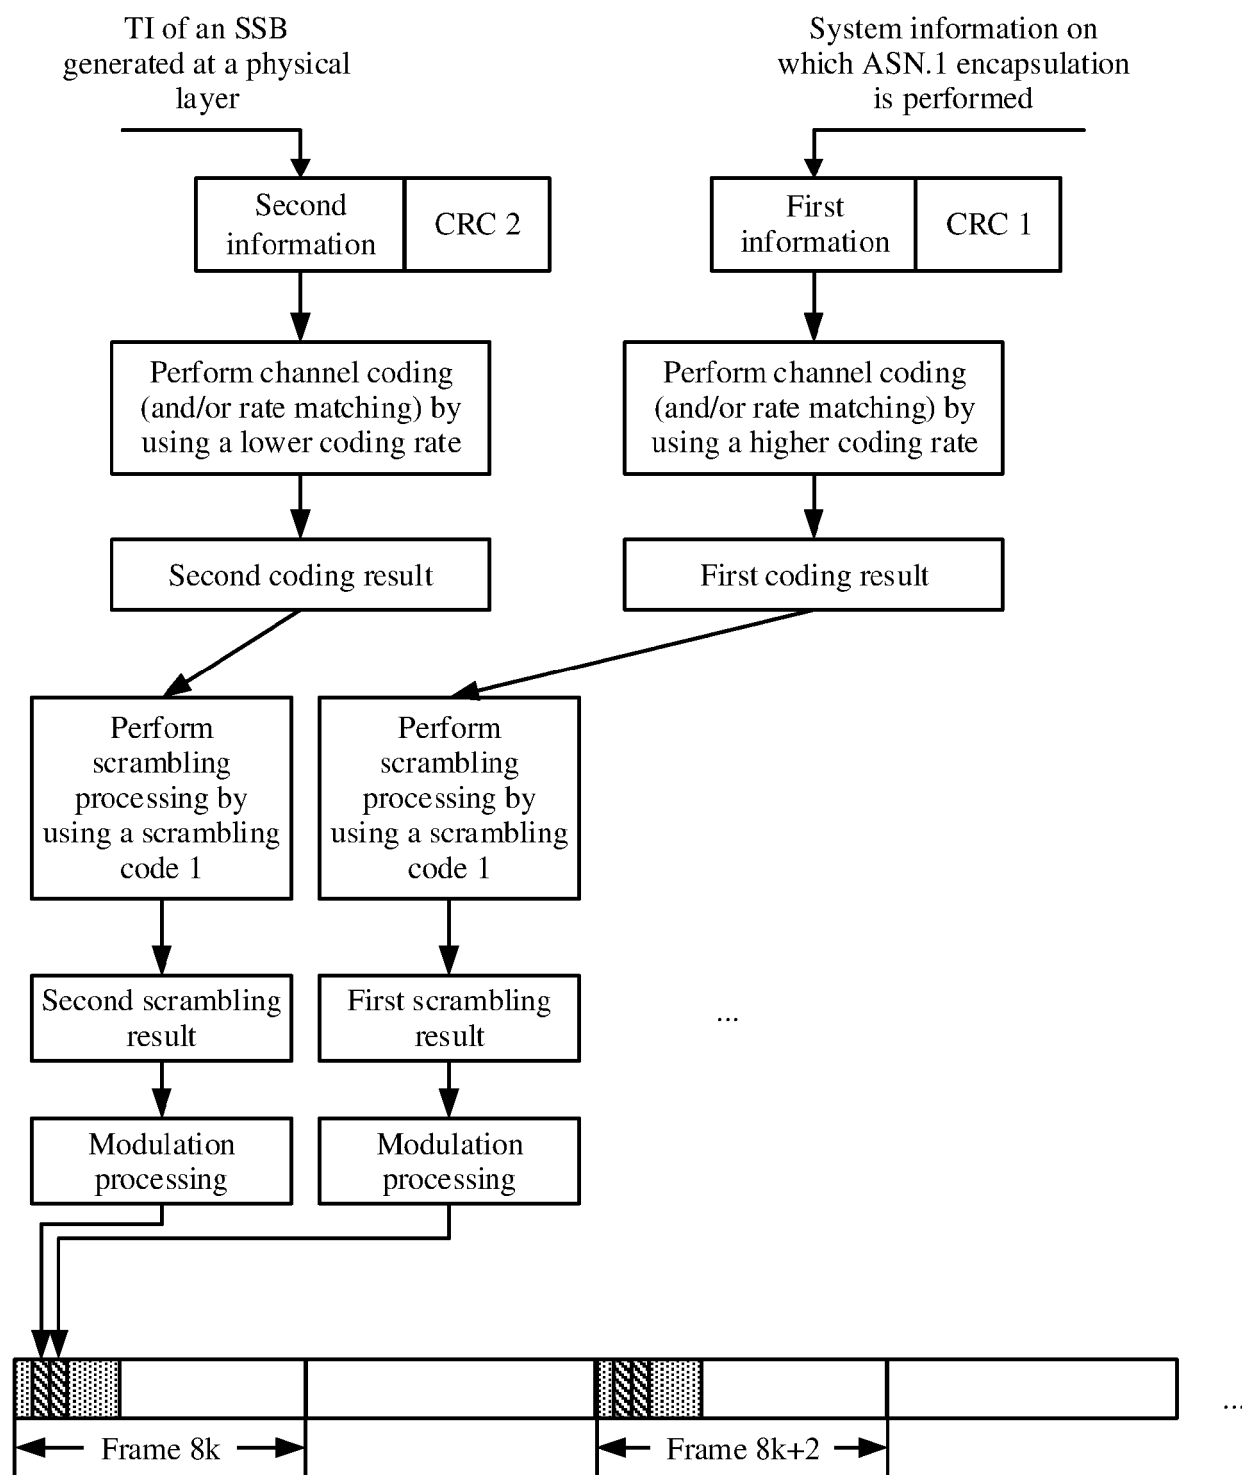 TI of an SSB
generated at a physical
layer
System information on
which ASN.1 encapsulation
is performed
Second
information
CRC 2
First
information
CRC 1
Perform channel coding
(and/or rate matching) by
using a lower coding rate
Perform channel coding
(and/or rate matching) by
using a higher coding rate
Second coding result
First coding result
Perform
scrambling
processing by
using a scrambling
code 1
Perform
scrambling
processing by
using a scrambling
code 1
Second scrambling
result
First scrambling
result
...
Modulation
processing
Modulation
processing
...
Frame 8k
Frame 8k+2